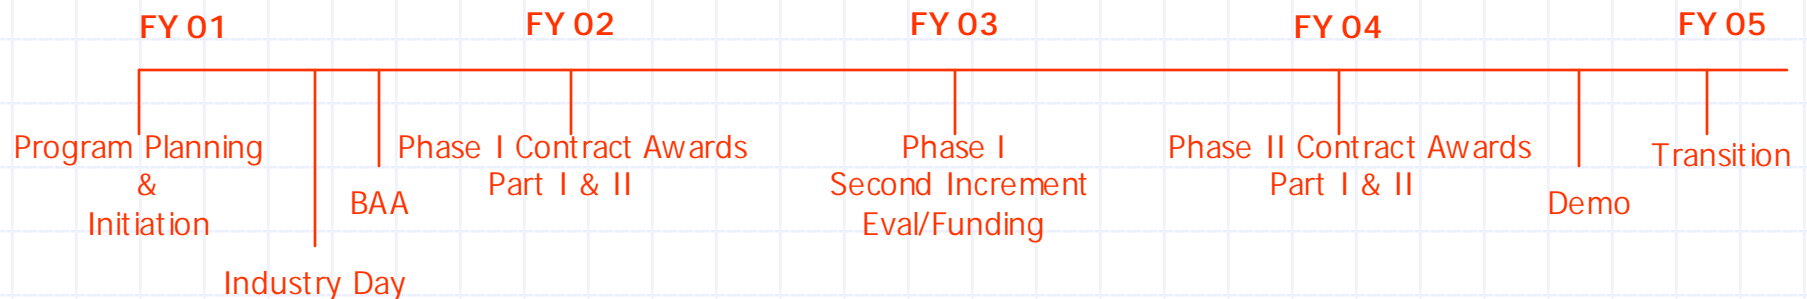 FY 01
FY 02
FY 03
FY 04
FY 05
Program Planning
&
Initiation
Industry Day
BAA
Phase I Contract Awards
Part I & II
Phase I
Second Increment
Eval/Funding
Phase II Contract Awards
Part I & II
Demo
Transition